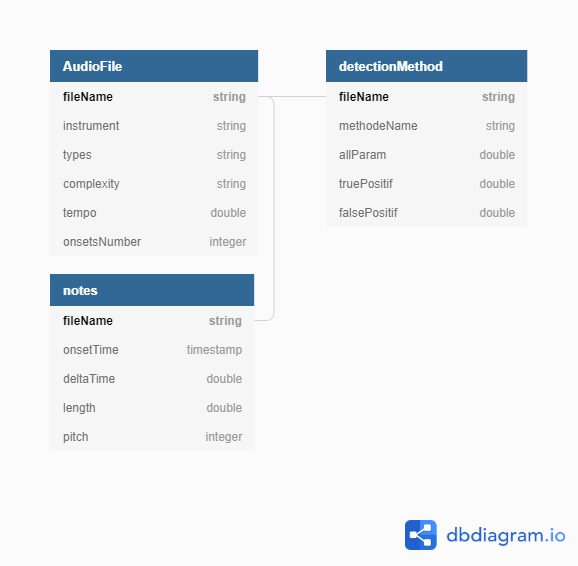 AudioFile
fileName string
instrument string
types string
complexity string
tempo double
onsetsNumber integer
detectionMethod
fileName string
methodeName string
allParam double
truePositif double
falsePositif double
notes
fileName string
onsetTime timestamp
deltaTime double
length double
pitch integer
dbdiagram.io